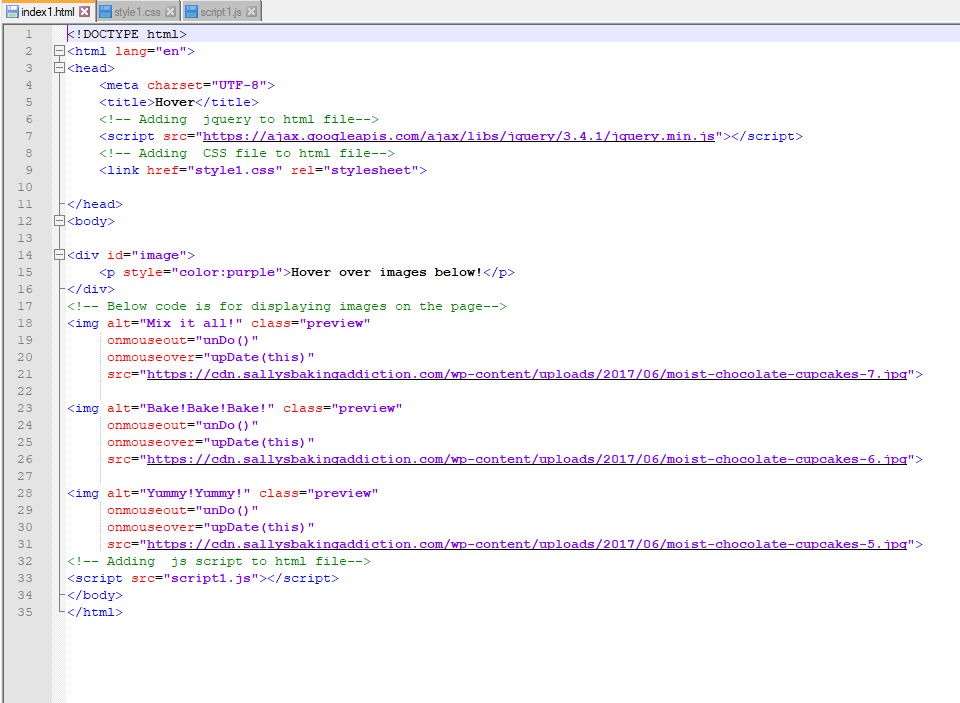 index1.html style1.css script1.js
1 <!DOCTYPE html>
2 <html lang="en">
3 <head>
4 <meta charset="UTF-8">
5 <title>Hover</title>
6 <!-- Adding  jquery to html file-->
7 <script src="https://ajax.googleapis.com/ajax/libs/jquery/3.4.1/jquery.min.js"></script>
8 <!-- Adding  CSS file to html file-->
9 <link href="style1.css" rel="stylesheet">
10
11 </head>
12 <body>
13
14 <div id="image">
15 <p style="color:purple">Hover over images below!</p>
16 </div>
17 <!-- Below code is for displaying images on the page-->
18 <img alt="Mix it all!" class="preview"
19 onmouseout="unDo()"
20 onmouseover="upDate(this)"
21 src="https://cdn.sallysbakingaddiction.com/wp-content/uploads/2017/06/moist-chocolate-cupcakes-7.jpg">
22
23 <img alt="Bake!Bake!Bake!" class="preview"
24 onmouseout="unDo()"
25 onmouseover="upDate(this)"
26 src="https://cdn.sallysbakingaddiction.com/wp-content/uploads/2017/06/moist-chocolate-cupcakes-6.jpg">
27
28 <img alt="Yummy!Yummy!" class="preview"
29 onmouseout="unDo()"
30 onmouseover="upDate(this)"
31 src="https://cdn.sallysbakingaddiction.com/wp-content/uploads/2017/06/moist-chocolate-cupcakes-5.jpg">
32 <!-- Adding  js script to html file-->
33 <script src="script1.js"></script>
34 </body>
35 </html>